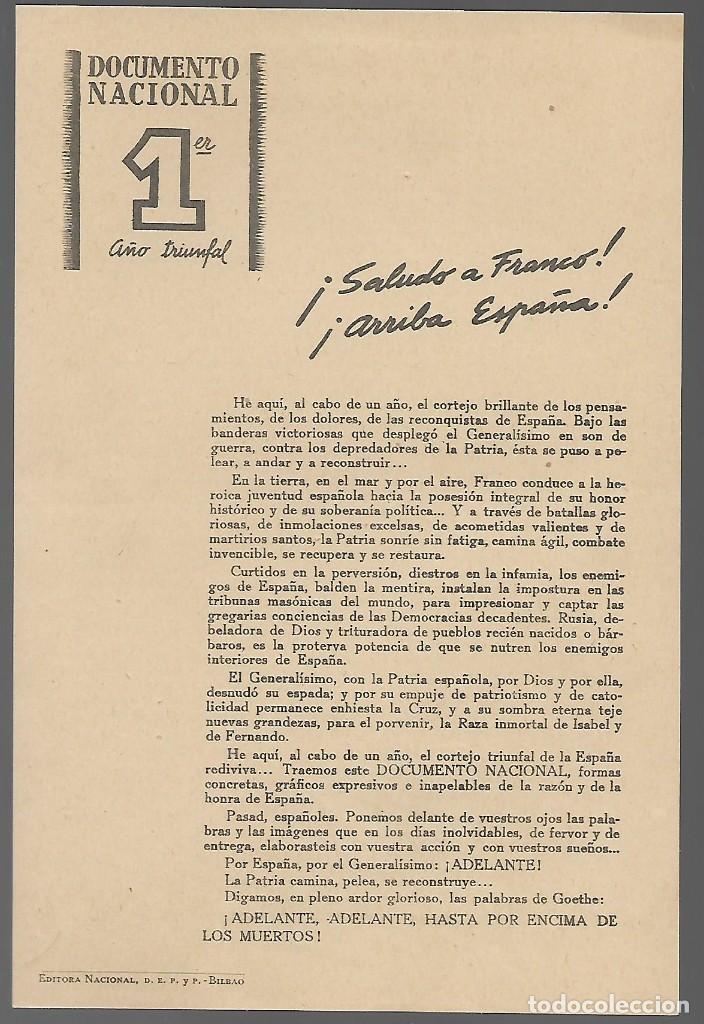 DOCUMENTO
NACIONAL
1er
Año triunfal
¡Saludo a Franco!
¡Arriba España!
He aquí, al cabo de un año, el cortejo brillante de los pensa-
mientos, de los dolores, de las reconquistas de España. Bajo las
banderas victoriosas que desplegó el Generalísimo en son de
guerra, contra los depredadores de la Patria, ésta se puso a pe-
lear, a andar y a reconstruir...
En la tierra, en el mar y por el aire, Franco conduce a la he-
roica juventud española hacia la posesión integral de su honor
histórico y de su soberanía política... Y a través de batallas glo-
riosas, de inmolaciones excelsas, de acometidas valientes y de
martirios santos, la Patria sonríe sin fatiga, camina ágil, combate
invencible, se recupera y se restaura.
Curtidos en la perversión, diestros en la infamia, los enemi-
gos de España, balden la mentira, instalan la impostura en las
tribunas masónicas del mundo, para impresionar y captar las
gregarias conciencias de las Democracias decadentes. Rusia, de-
beladora de Dios y trituradora de pueblos recién nacidos o bár-
baros, es la proterva potencia de que se nutren los enemigos
interiores de España.
El Generalísimo, con la Patria española, por Dios y por ella,
desnudó su espada; y por su empuje de patriotismo y de cato-
licidad permanece enhiesta la Cruz, y a su sombra eterna teje
nuevas grandezas, para el porvenir, la Raza inmortal de Isabel y
de Fernando.
He aquí, al cabo de un año, el cortejo triunfal de la España
rediviva... Traemos este DOCUMENTO NACIONAL, formas
concretas, gráficos expresivos e inapelables de la razón y de la
honra de España.
Pasad, españoles. Ponemos delante de vuestros ojos las pala-
bras y las imágenes que en los días inolvidables, de fervor y de
entrega, elaborasteis con vuestra acción y con vuestros sueños...
Por España, por el Generalísimo: ¡ADELANTE!
La Patria camina, pelea, se reconstruye...
Digamos, en pleno ardor glorioso, las palabras de Goethe:
¡ADELANTE, -ADELANTE, HASTA POR ENCIMA DE
LOS MUERTOS!
EDITORA NACIONAL, D. E. P. y P. - BILBAO
todocoleccion